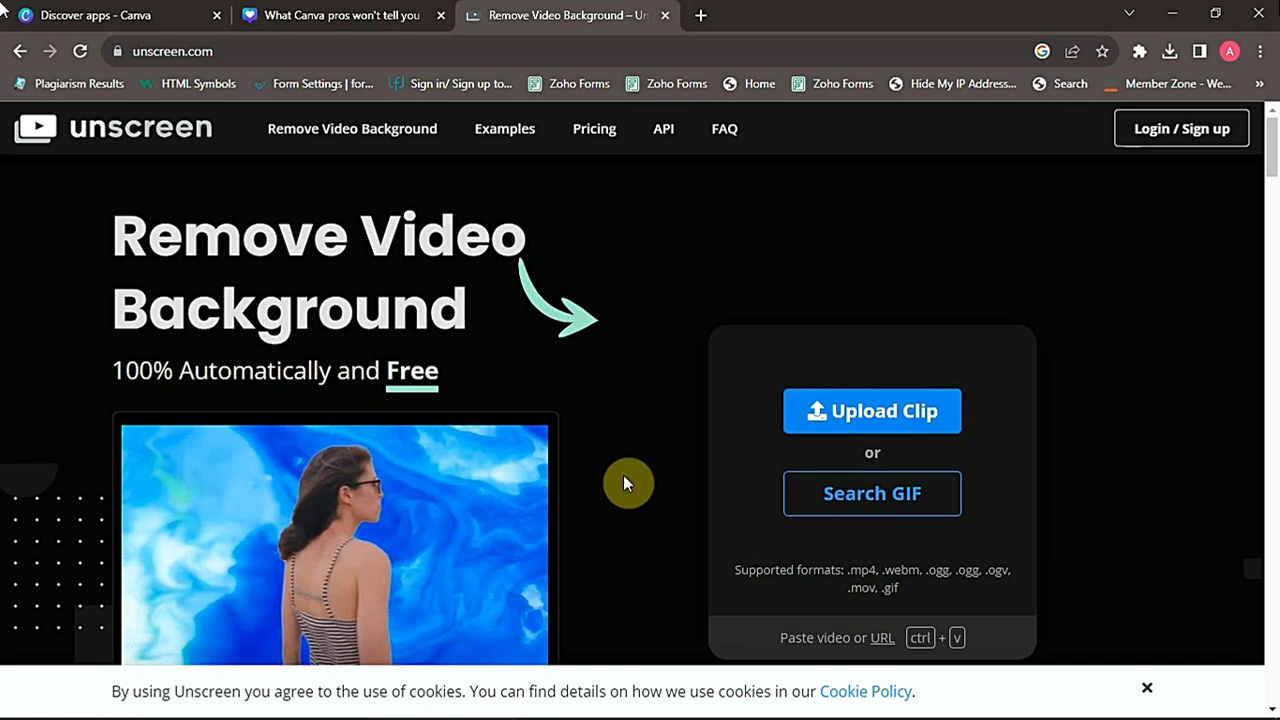 Discover apps - Canva
What Canva pros won't tell you
Remove Video Background – Un
unscreen.com
A
Plagiarism Results
HTML Symbols
Form Settings | for...
Sign in/ Sign up to...
Zoho Forms
Zoho Forms
Home
Zoho Forms
Hide My IP Address...
Search
Member Zone - We...
»
unscreen
Remove Video Background
Examples
Pricing
API
FAQ
Login / Sign up
Remove Video
Background
100% Automatically and Free
Upload Clip
or
Search GIF
Supported formats: .mp4, .webm, .ogg, .ogg, .ogv,
.mov, .gif
Paste video or URL ctrl + v
By using Unscreen you agree to the use of cookies. You can find details on how we use cookies in our Cookie Policy.